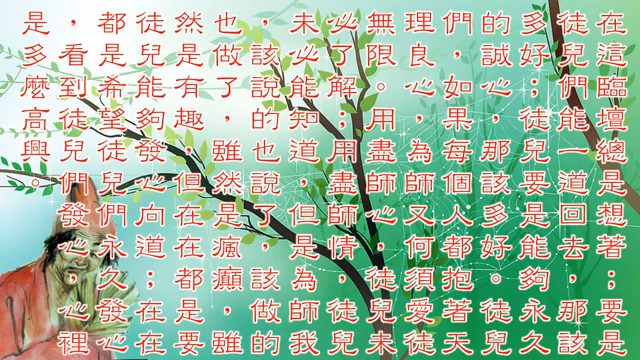 在這臨壇總是想著；要是
徒兒們能一道回去，那該
多好；徒兒要是能夠永久
的誠心，那該多好。徒兒
們，如果每個人都抱著天
理良心，為師又何須愛徒
無限。用盡師心，徒兒未
必了解；用盡師情，徒兒
未必能知道，但是為師我
，該說的也說了，該做的
也做了，雖然是瘋癲，雖
然是有趣，但在在都是要
徒兒能夠發心向道；在在
都是希望徒兒們永久發心
，看到徒兒們發心，心裡
是多麼高興。